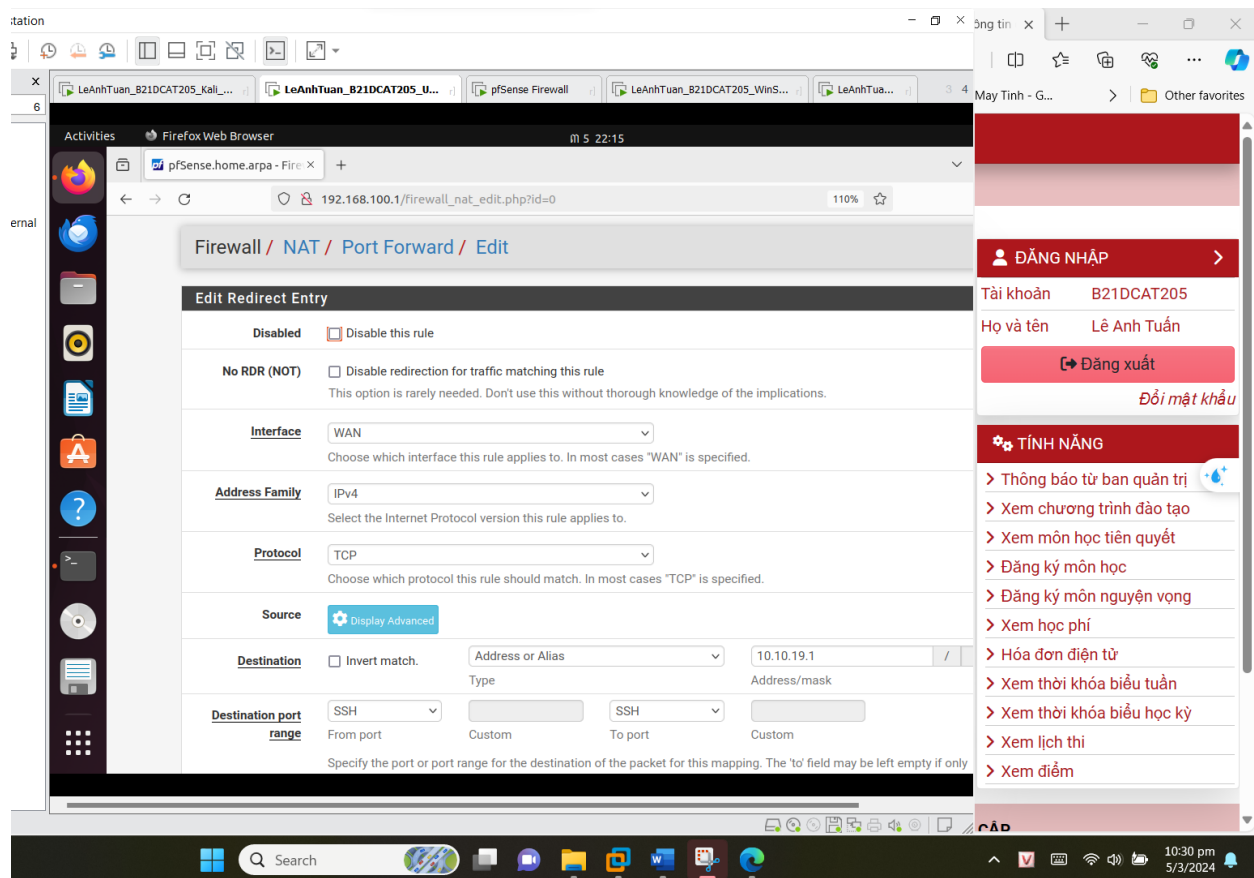 station
ông tin
LeAnhTuan_B21DCAT205_Kali_...
LeAnhTuan_B21DCAT205_U...
pfSense Firewall
LeAnhTuan_B21DCAT205_WinS...
LeAnhTua...
3 4
x
6
May Tinh - G...
Other favorites
Activities
Firefox Web Browser
22:15
pfSense.home.arpa - Fire
192.168.100.1/firewall_nat_edit.php?id=0
110%
ernal
Firewall / NAT / Port Forward / Edit
Edit Redirect Entry
Disabled
Disable this rule
No RDR (NOT)
Disable redirection for traffic matching this rule
This option is rarely needed. Don't use this without thorough knowledge of the implications.
Interface
WAN
Choose which interface this rule applies to. In most cases "WAN" is specified.
Address Family
IPv4
Select the Internet Protocol version this rule applies to.
Protocol
TCP
Choose which protocol this rule should match. In most cases "TCP" is specified.
Source
Display Advanced
Destination
Invert match.
Address or Alias
10.10.19.1
/
Type
Address/mask
Destination port
range
SSH
SSH
From port
Custom
To port
Custom
Specify the port or port range for the destination of the packet for this mapping. The 'to' field may be left empty if only
ĐĂNG NHẬP
Tài khoản B21DCAT205
Họ và tên Lê Anh Tuấn
Đăng xuất
Đổi mật khẩu
TÍNH NĂNG
Thông báo từ ban quản trị
Xem chương trình đào tạo
Xem môn học tiên quyết
Đăng ký môn học
Đăng ký môn nguyện vọng
Xem học phí
Hóa đơn điện tử
Xem thời khóa biểu tuần
Xem thời khóa biểu học kỳ
Xem lịch thi
Xem điểm
Search
10:30 pm
5/3/2024